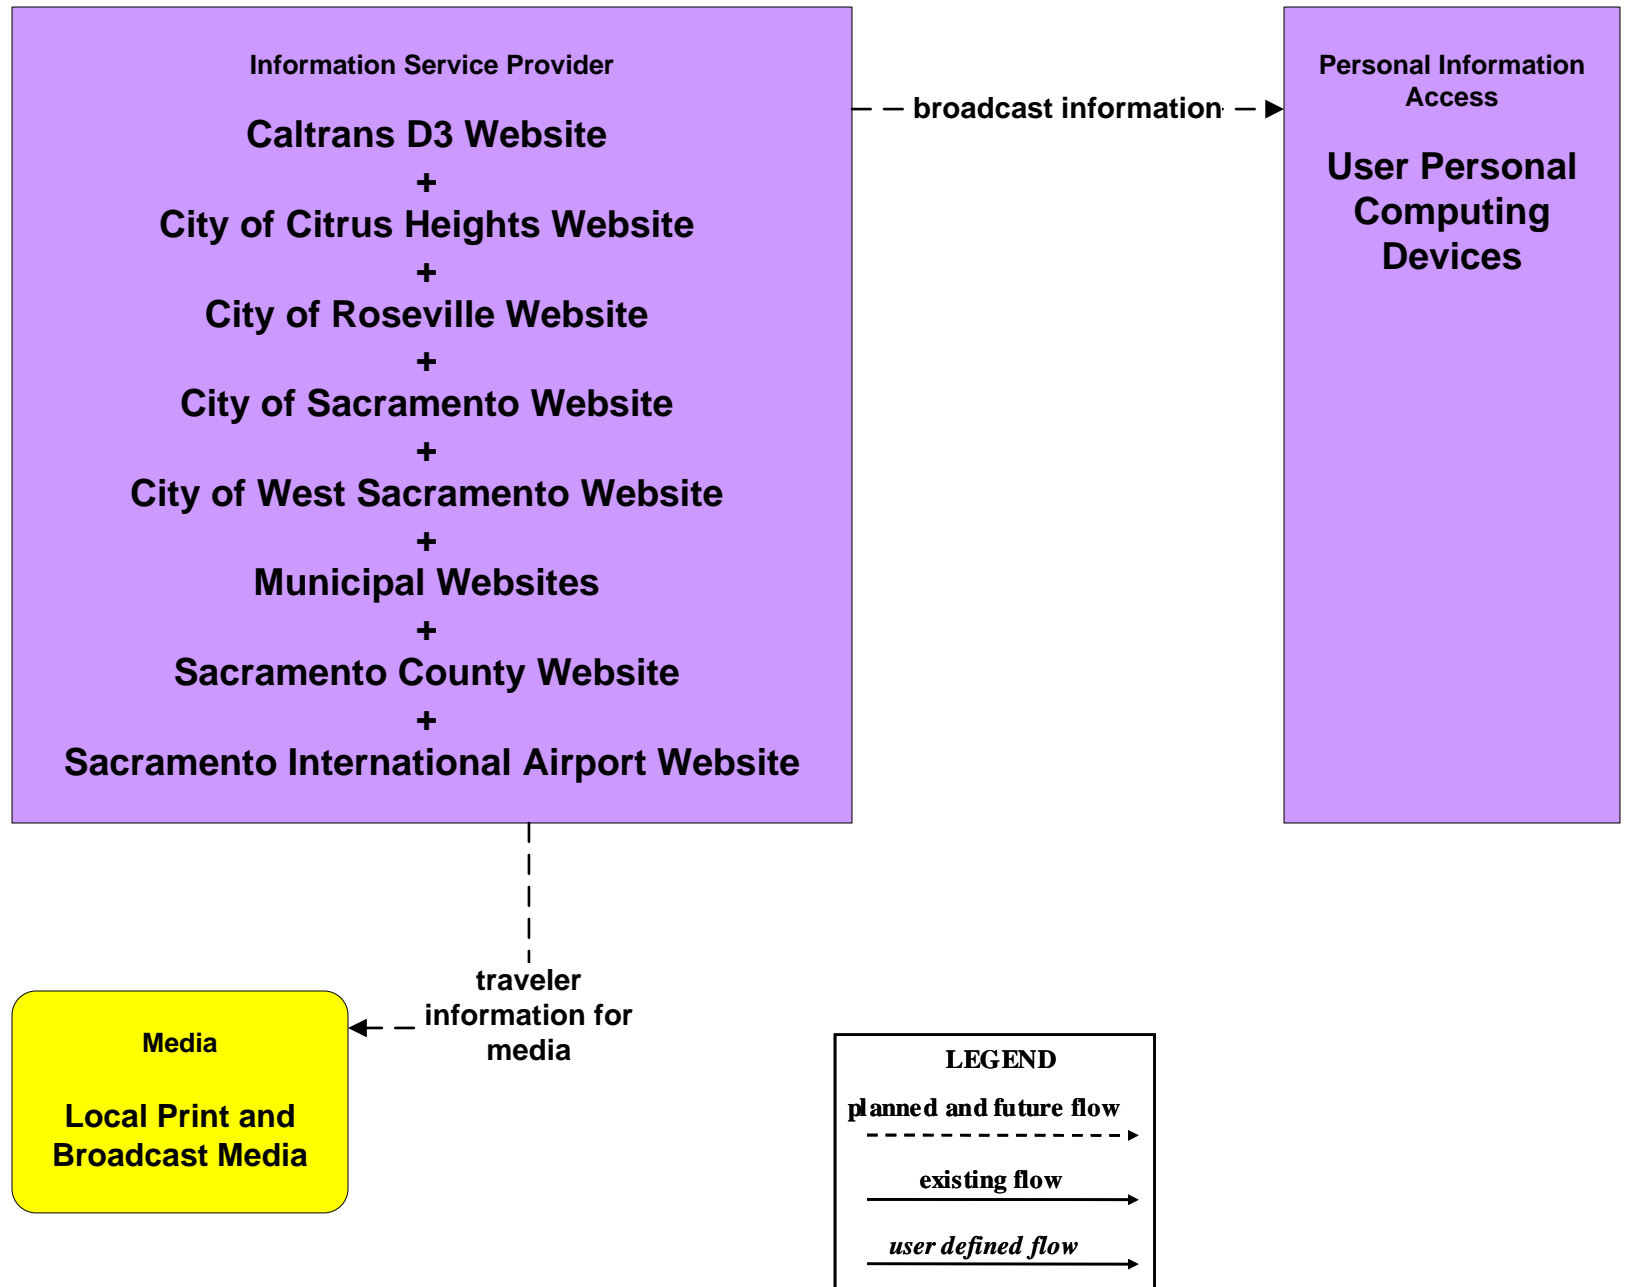 Information Service Provider
Caltrans D3 Website
+
City of Citrus Heights Website
+
City of Roseville Website
+
City of Sacramento Website
+
City of West Sacramento Website
+
Municipal Websites
+
Sacramento County Website
+
Sacramento International Airport Website
broadcast information
Personal Information
Access
User Personal
Computing
Devices
traveler
information for
media
Media
Local Print and
Broadcast Media
LEGEND
planned and future flow
existing flow
user defined flow